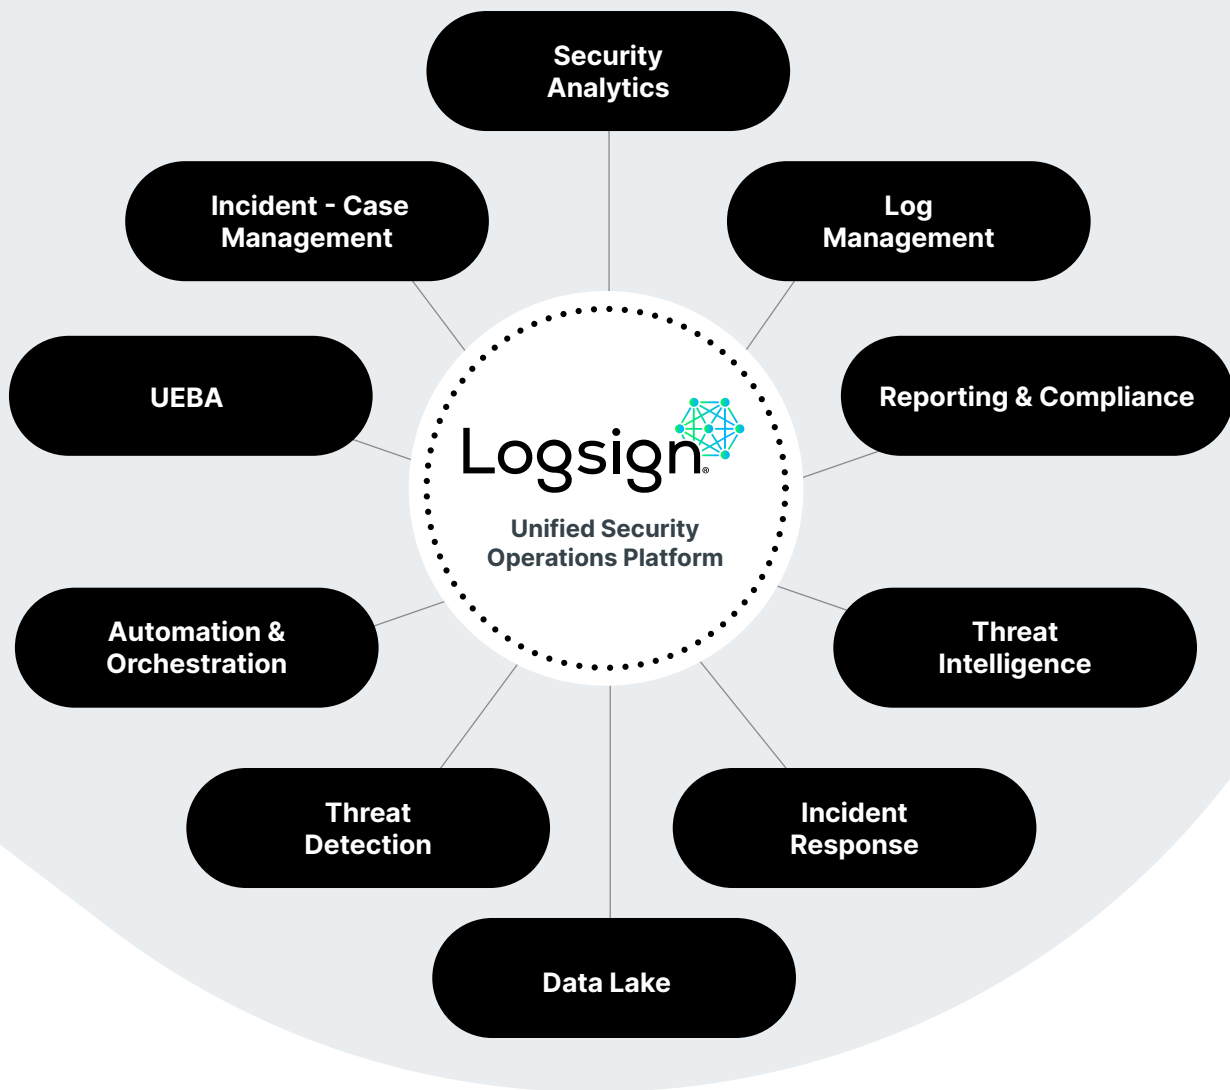 Security
Analytics
Incident - Case
Management
Log
Management
UEBA
Reporting & Compliance
Logsign®
Unified Security
Operations Platform
Automation &
Orchestration
Threat
Intelligence
Threat
Detection
Incident
Response
Data Lake